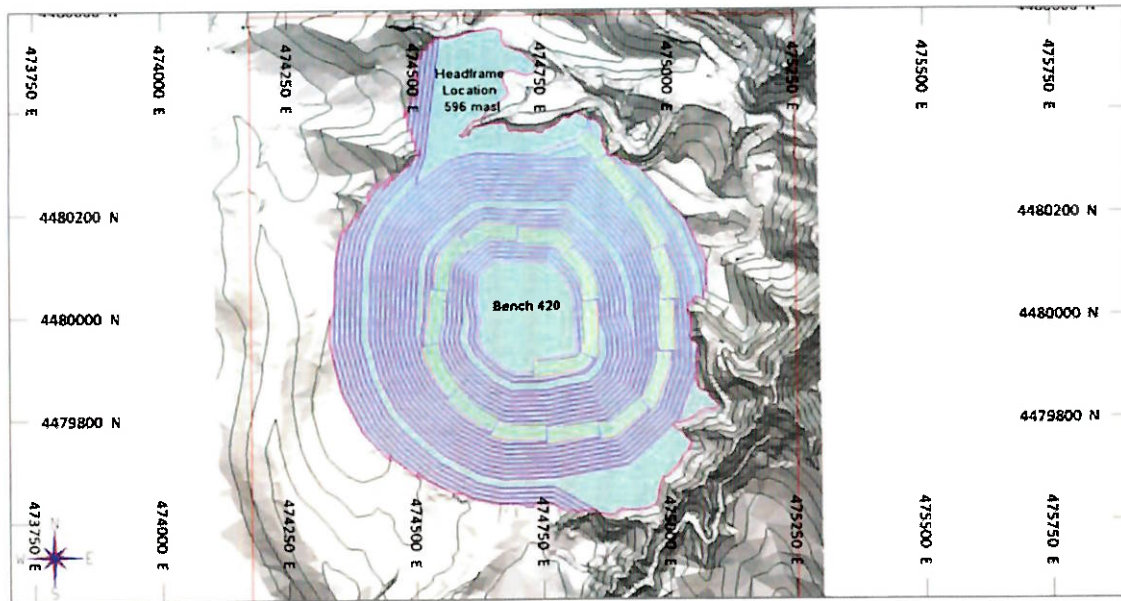 473750 E
474000 E
474250 E
474500 E
474750 E
475000 E
475250 E
475500 E
475750 E
Headframe
Location
596 masl
4480200 N
4480200 N
Bench 420
4480000 N
4480000 N
4479800 N
4479800 N
473750 E
474000 E
474250 E
474500 E
474750 E
475000 E
475250 E
475500 E
475750 E
N
W
E
S